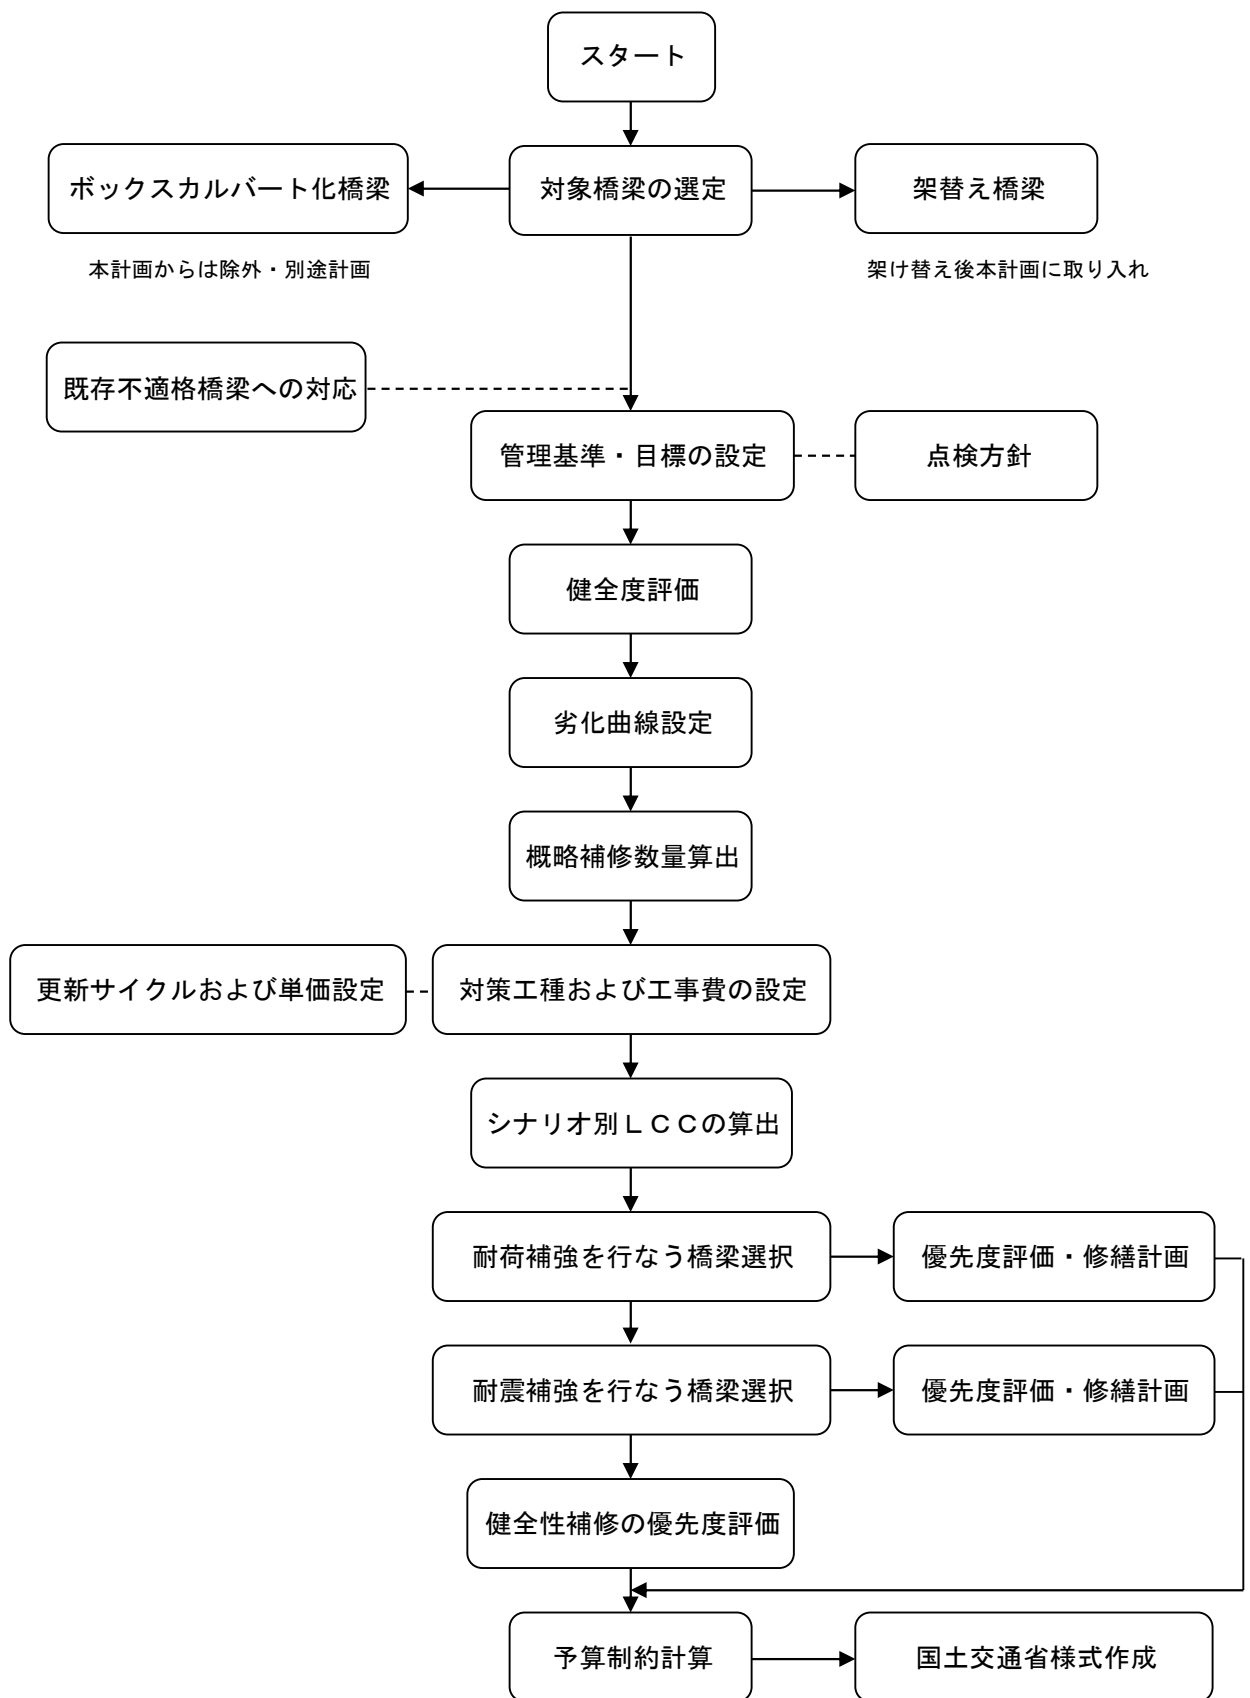 スタート
ボックスカルバート化橋梁
対象橋梁の選定
架替え橋梁
本計画からは除外・別途計画
架け替え後本計画に取り入れ
既存不適格橋梁への対応
管理基準・目標の設定
点検方針
健全度評価
劣化曲線設定
概略補修数量算出
更新サイクルおよび単価設定
対策工種および工事費の設定
シナリオ別ＬＣＣの算出
耐荷補強を行なう橋梁選択
優先度評価・修繕計画
耐震補強を行なう橋梁選択
優先度評価・修繕計画
健全性補修の優先度評価
予算制約計算
国土交通省様式作成